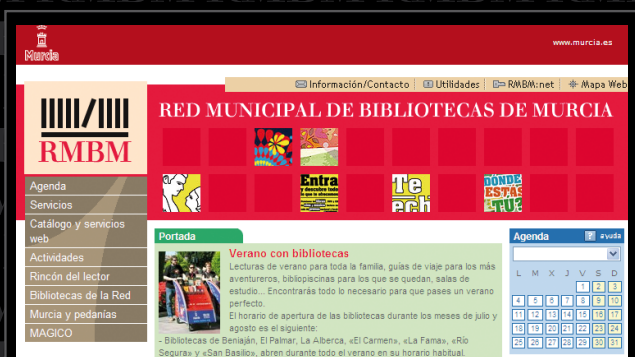 Murcia
www.murcia.es
Información/Contacto
Utilidades
RMBM:net
Mapa Web
RMBM
RED MUNICIPAL DE BIBLIOTECAS DE MURCIA
Entra
y descubre todo
Te
ech
DÓNDE
ESTÁS
TÚ?
Agenda
Servicios
Catálogo y servicios
web
Actividades
Rincón del lector
Bibliotecas de la Red
Murcia y pedanías
MAGICO
Portada
Verano con bibliotecas
Lecturas de verano para toda la familia, guías de viaje para los más
aventureros, bibliopiscinas para los que se quedan, salas de
estudio... Encontrarás todo lo necesario para que pases un verano
perfecto.
El horario de apertura de las bibliotecas durante los meses de julio y
agosto es el siguiente:
- Bibliotecas de Beniaján, El Palmar, La Alberca, «El Carmen», «La Fama», «Río
Segura» y «San Basilio», abren durante todo el verano en su horario habitual.
Agenda
? ayuda
L M X J V S D
1 2 3
4 5 6 7 8 9 10
11 12 13 14 15 16 17
18 19 20 21 22 23 24
25 26 27 28 29 30 31